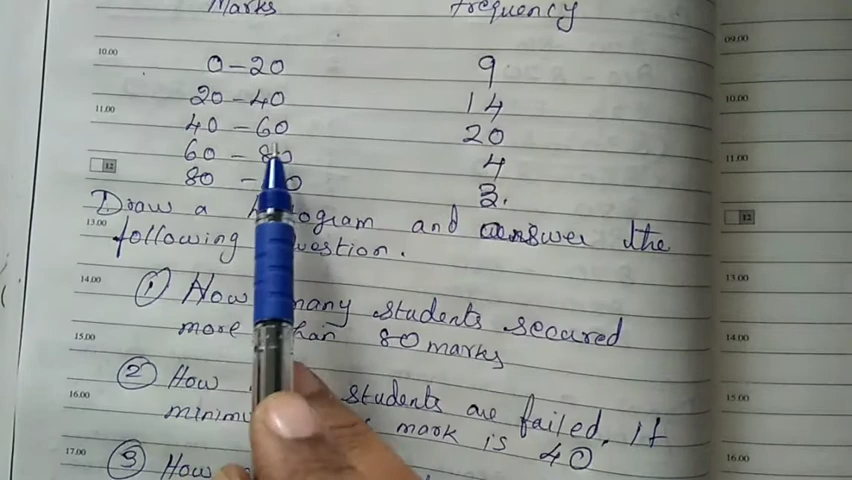 Marks Frequency
0-20 9
20-40 14
40-60 20
60-80 4
80- 0 3.
Draw a ogram and answer the
following uestion.
① How many students secured
more than 80 marks
② How students are failed, If
mark is 40
③ How
10.00
11.00
12
13.00
14.00
15.00
16.00
17.00
09.00
10.00
11.00
12
13.00
14.00
15.00
16.00